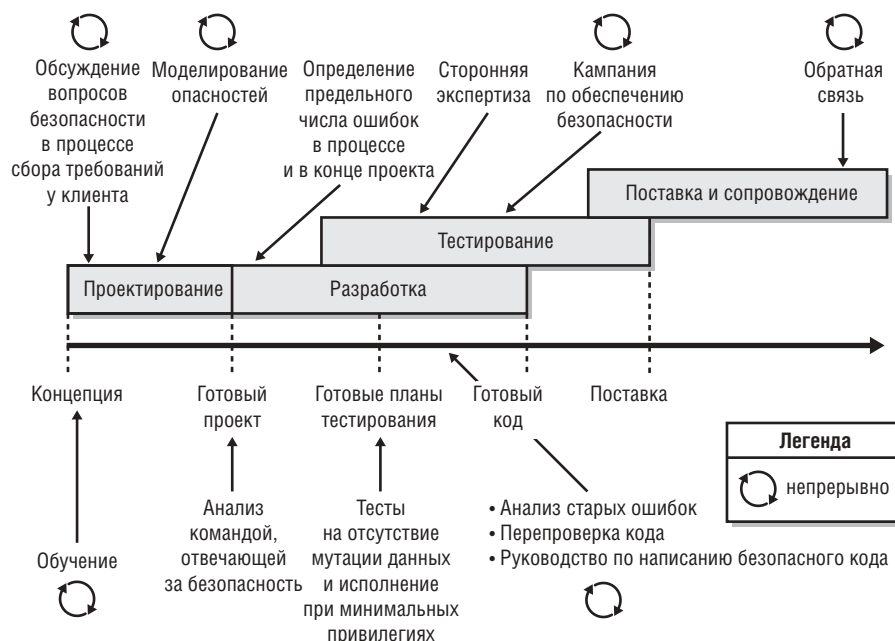 Обсуждение
вопросов
безопасности
в процессе
сбора требований
у клиента
Моделирование
опасностей
Определение
предельного
числа ошибок
в процессе
и в конце проекта
Сторонняя
экспертиза
Кампания
по обеспечению
безопасности
Обратная
связь
Поставка и сопровождение
Тестирование
Проектирование
Разработка
Концепция
Готовый
проект
Готовые планы
тестирования
Готовый
код
Поставка
Легенда
непрерывно
Обучение
Анализ
командой,
отвечающей
за безопасность
Тесты
на отсутствие
мутации данных
и исполнение
при минимальных
привилегиях
• Анализ старых ошибок
• Перепроверка кода
• Руководство по написанию безопасного кода